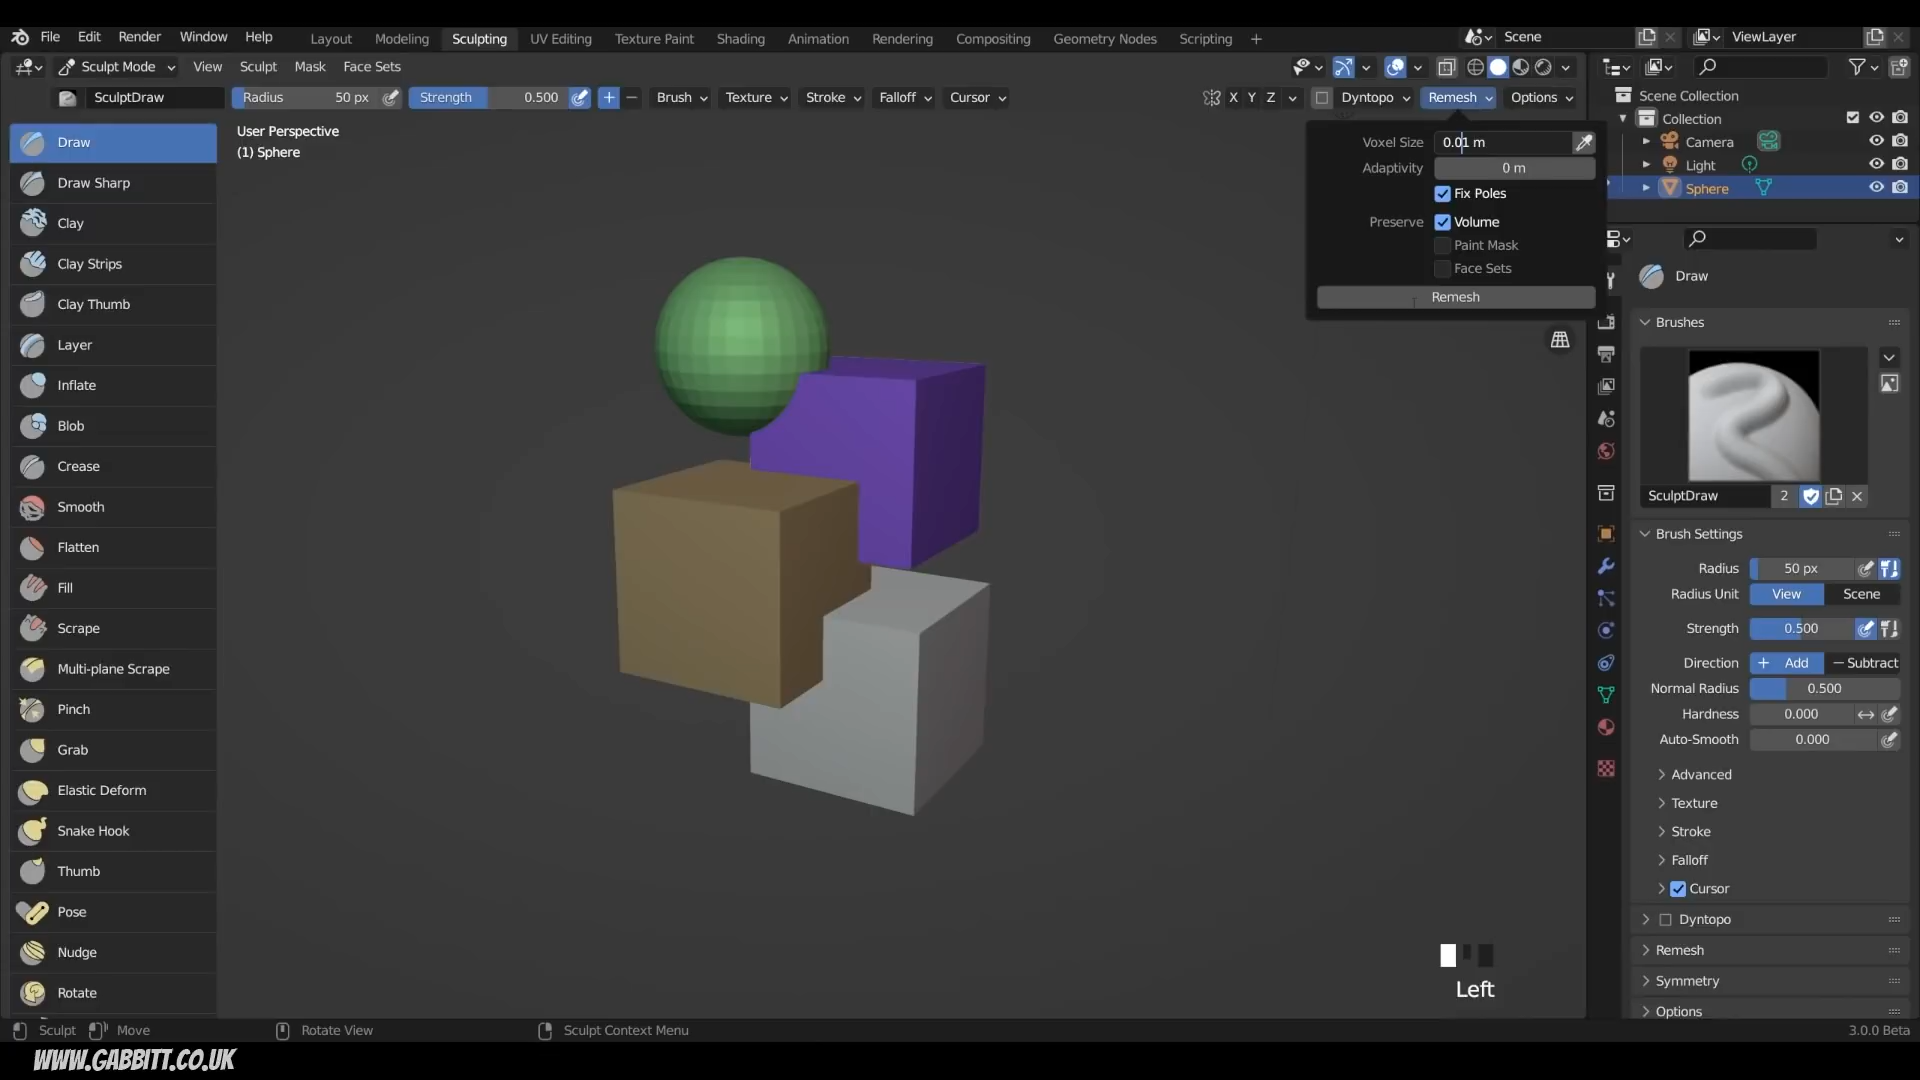 File Edit Render Window Help Layout Modeling Sculpting UV Editing Texture Paint Shading Animation Rendering Compositing Geometry Nodes Scripting + Scene ViewLayer
Sculpt Mode View Sculpt Mask Face Sets
SculptDraw Radius 50 px Strength 0.500 + − Brush Texture Stroke Falloff Cursor X Y Z Dyntopo Remesh Options
Scene Collection
Collection
Camera
Light
Sphere
User Perspective
(1) Sphere
Voxel Size 0.01 m
Adaptivity 0 m
Fix Poles
Preserve Volume
Paint Mask
Face Sets
Remesh
Draw
Draw Sharp
Clay
Clay Strips
Clay Thumb
Layer
Inflate
Blob
Crease
Smooth
Flatten
Fill
Scrape
Multi-plane Scrape
Pinch
Grab
Elastic Deform
Snake Hook
Thumb
Pose
Nudge
Rotate
Draw
Brushes
SculptDraw 2
Brush Settings
Radius 50 px
Radius Unit View Scene
Strength 0.500
Direction + Add − Subtract
Normal Radius 0.500
Hardness 0.000
Auto-Smooth 0.000
Advanced
Texture
Stroke
Falloff
Cursor
Dyntopo
Remesh
Symmetry
Options
Left
Sculpt Move Rotate View Sculpt Context Menu 3.0.0 Beta
WWW.GABBITT.CO.UK